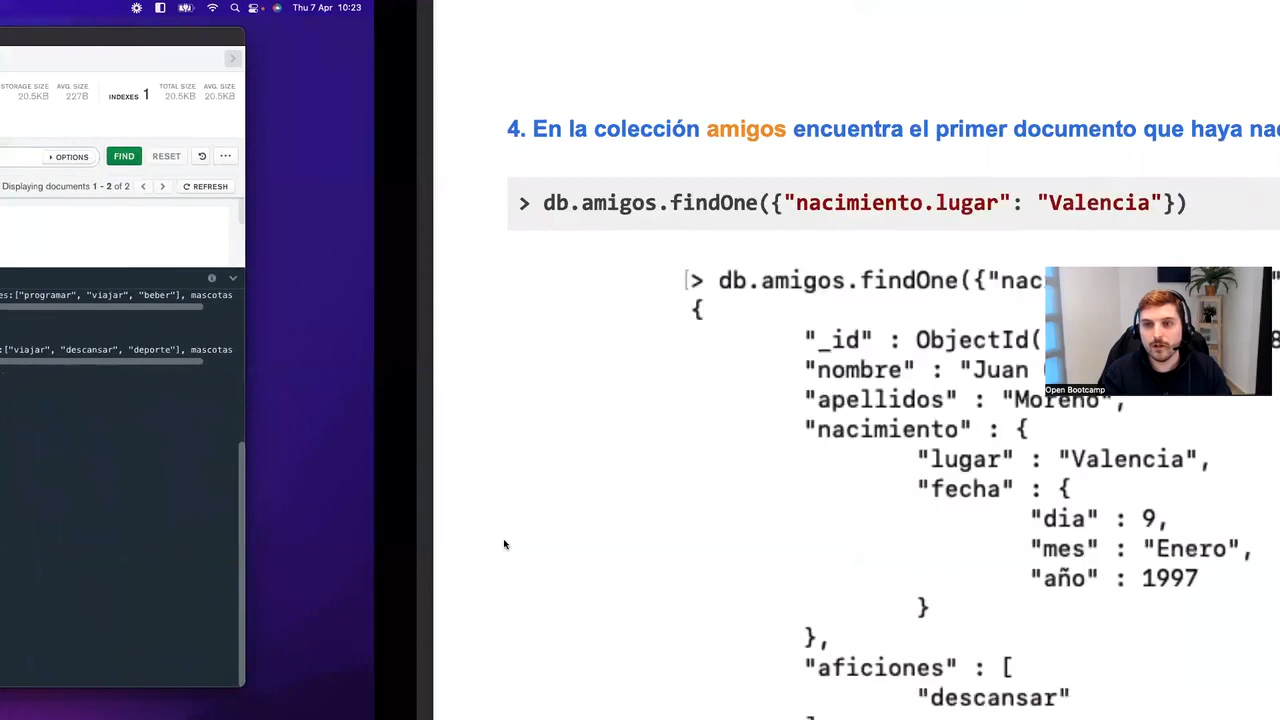 Thu 7 Apr 10:23
STORAGE SIZE AVG. SIZE TOTAL SIZE AVG. SIZE
20.5KB 227B INDEXES 1 20.5KB 20.5KB
OPTIONS FIND RESET
Displaying documents 1 - 2 of 2 REFRESH
es:["programar", "viajar", "beber"], mascotas
:["viajar", "descansar", "deporte"], mascotas
4. En la colección amigos encuentra el primer documento que haya nac
> db.amigos.findOne({"nacimiento.lugar": "Valencia"})
> db.amigos.findOne({"nac
{
"_id" : ObjectId(
"nombre" : "Juan
"apellidos" : "Moreno",
"nacimiento" : {
"lugar" : "Valencia",
"fecha" : {
"dia" : 9,
"mes" : "Enero",
"año" : 1997
}
},
"aficiones" : [
"descansar"
Open Bootcamp